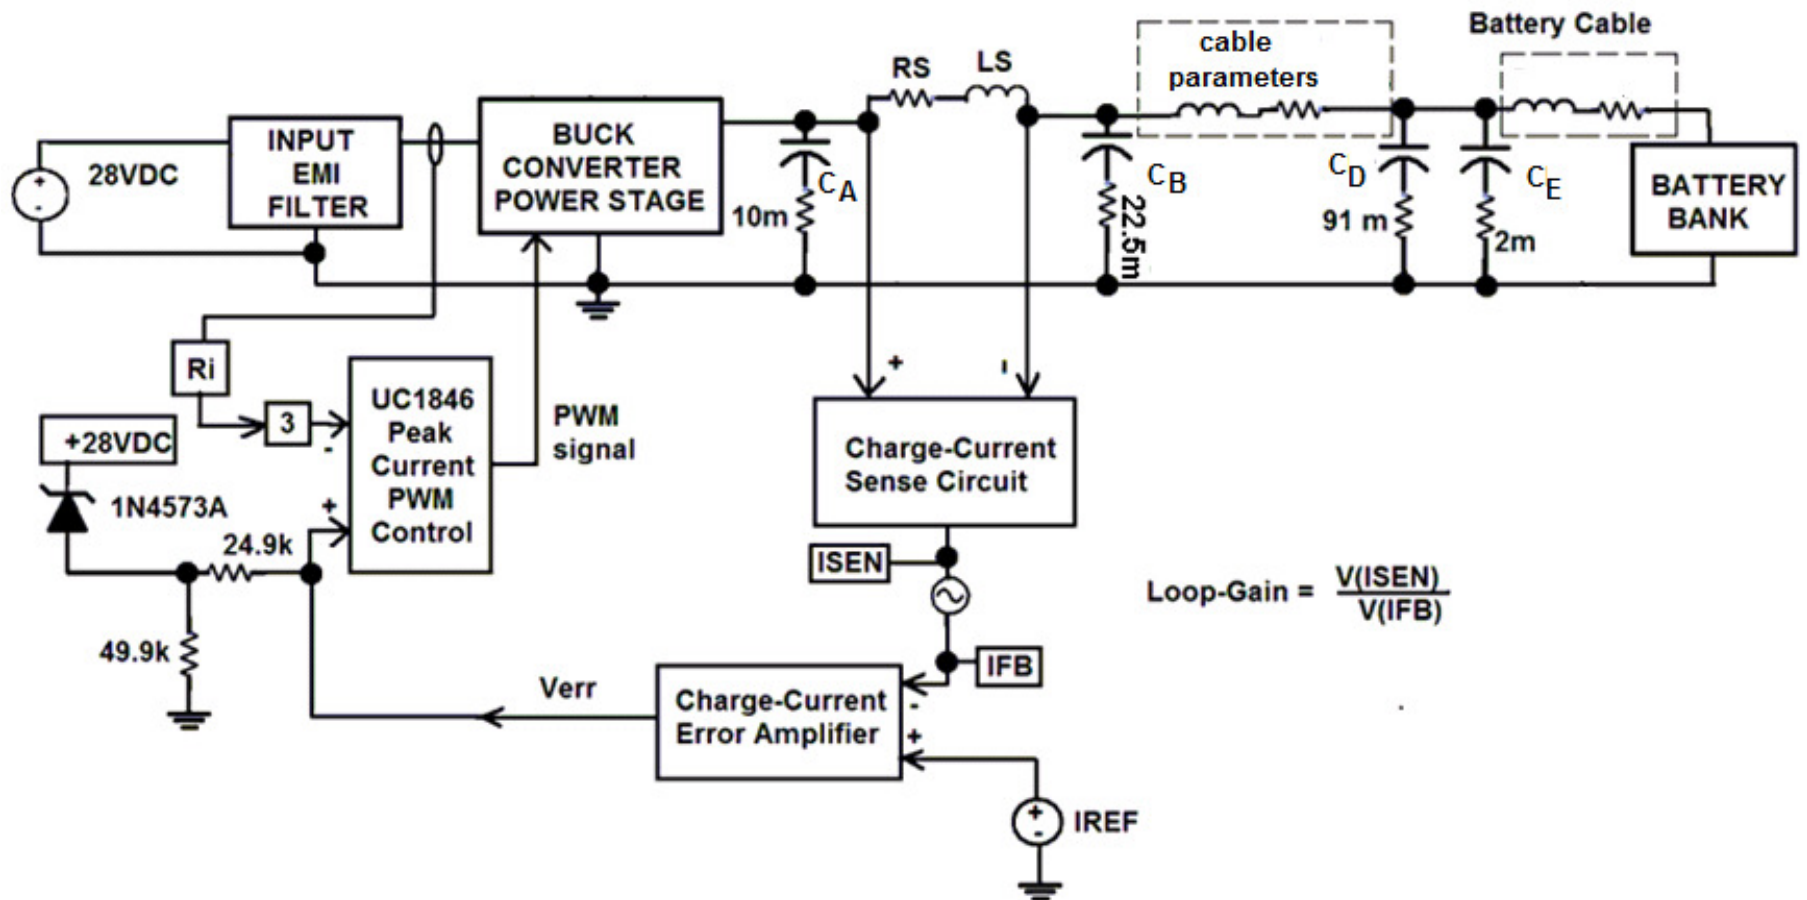 Battery Cable
cable
parameters
RS
LS
INPUT
EMI
FILTER
BUCK
CONVERTER
POWER STAGE
28VDC
+
-
CA
10m
CB
22.5m
CD
91 m
CE
2m
BATTERY
BANK
Ri
3
-
+
UC1846
Peak
Current
PWM
Control
PWM
signal
+
-
Charge-Current
Sense Circuit
+28VDC
1N4573A
24.9k
49.9k
ISEN
IFB
Loop-Gain = V(ISEN)
V(IFB)
Verr
Charge-Current
Error Amplifier
-
+
+
-
IREF